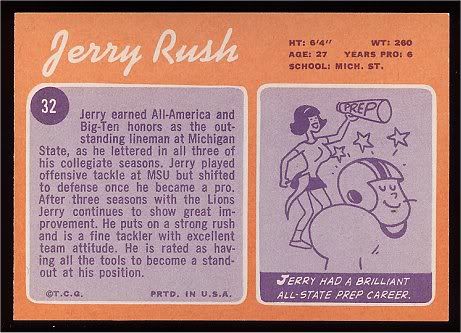 Jerry Rush
HT: 6'4" WT: 260
AGE: 27 YEARS PRO: 6
SCHOOL: MICH. ST.
32
Jerry earned All-America and
Big-Ten honors as the out-
standing lineman at Michigan
State, as he lettered in all three of
his collegiate seasons. Jerry played
offensive tackle at MSU but shifted
to defense once he became a pro.
After three seasons with the Lions
Jerry continues to show great im-
provement. He puts on a strong rush
and is a fine tackler with excellent
team attitude. He is rated as hav-
ing all the tools to become a stand-
out at his position.
©T.C.G. PRTD. IN U.S.A.
PREP
JERRY HAD A BRILLIANT
ALL-STATE PREP CAREER.